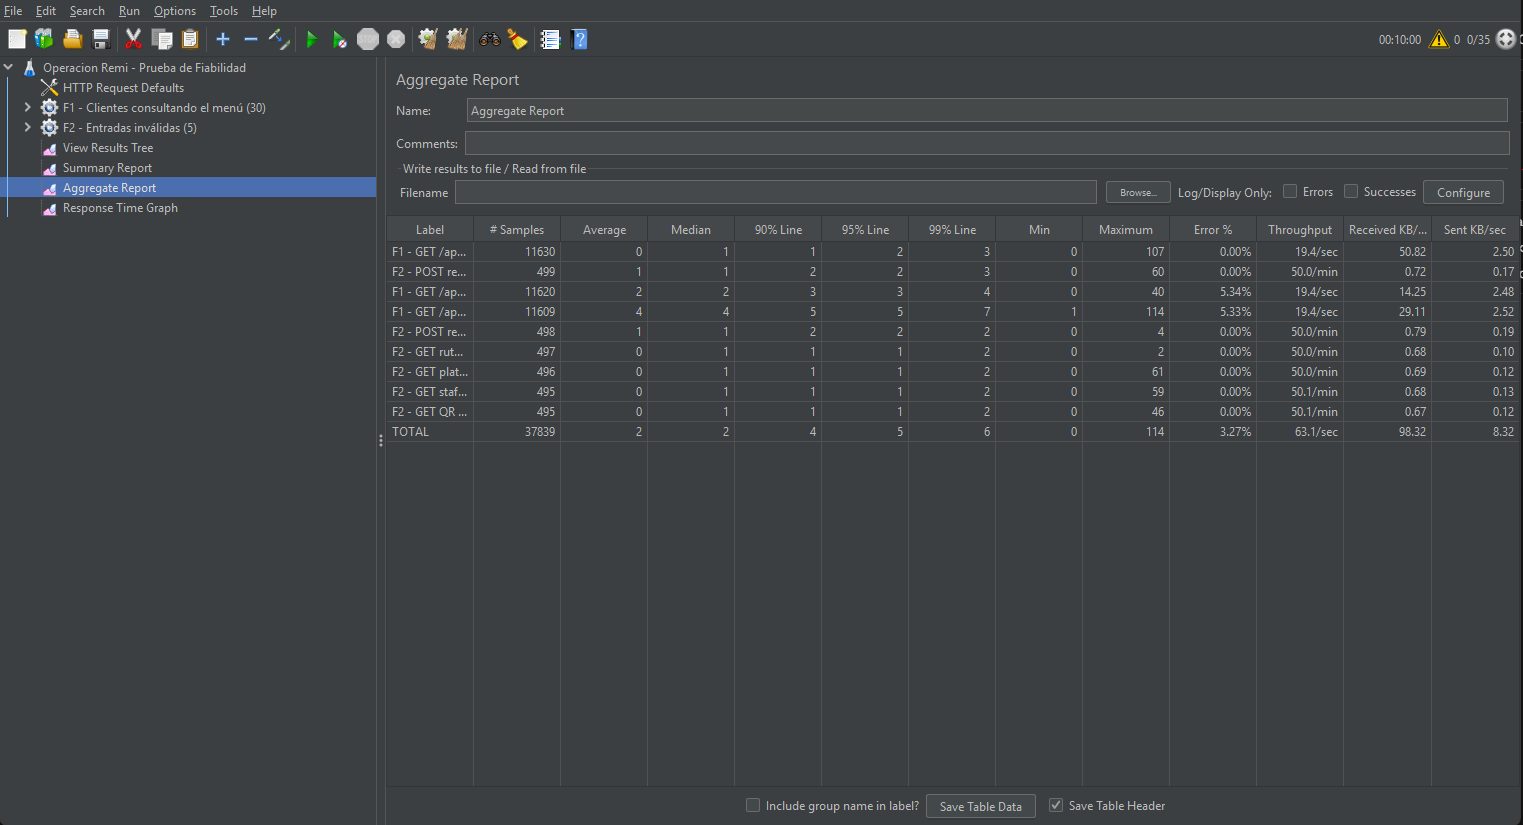 File Edit Search Run Options Tools Help
00:10:00 0 0/35
Operacion Remi - Prueba de Fiabilidad
HTTP Request Defaults
F1 - Clientes consultando el menú (30)
F2 - Entradas inválidas (5)
View Results Tree
Summary Report
Aggregate Report
Response Time Graph
Aggregate Report
Name: Aggregate Report
Comments:
Write results to file / Read from file
Filename Browse... Log/Display Only: Errors Successes Configure
Label # Samples Average Median 90% Line 95% Line 99% Line Min Maximum Error % Throughput Received KB/... Sent KB/sec
F1 - GET /ap... 11630 0 1 1 2 3 0 107 0.00% 19.4/sec 50.82 2.50
F2 - POST re... 499 1 1 2 2 3 0 60 0.00% 50.0/min 0.72 0.17
F1 - GET /ap... 11620 2 2 3 3 4 0 40 5.34% 19.4/sec 14.25 2.48
F1 - GET /ap... 11609 4 4 5 5 7 1 114 5.33% 19.4/sec 29.11 2.52
F2 - POST re... 498 1 1 2 2 2 0 4 0.00% 50.0/min 0.79 0.19
F2 - GET rut... 497 0 1 1 1 2 0 2 0.00% 50.0/min 0.68 0.10
F2 - GET plat... 496 0 1 1 1 2 0 61 0.00% 50.0/min 0.69 0.12
F2 - GET staf... 495 0 1 1 1 2 0 59 0.00% 50.1/min 0.68 0.13
F2 - GET QR ... 495 0 1 1 1 2 0 46 0.00% 50.1/min 0.67 0.12
TOTAL 37839 2 2 4 5 6 0 114 3.27% 63.1/sec 98.32 8.32
Include group name in label? Save Table Data Save Table Header